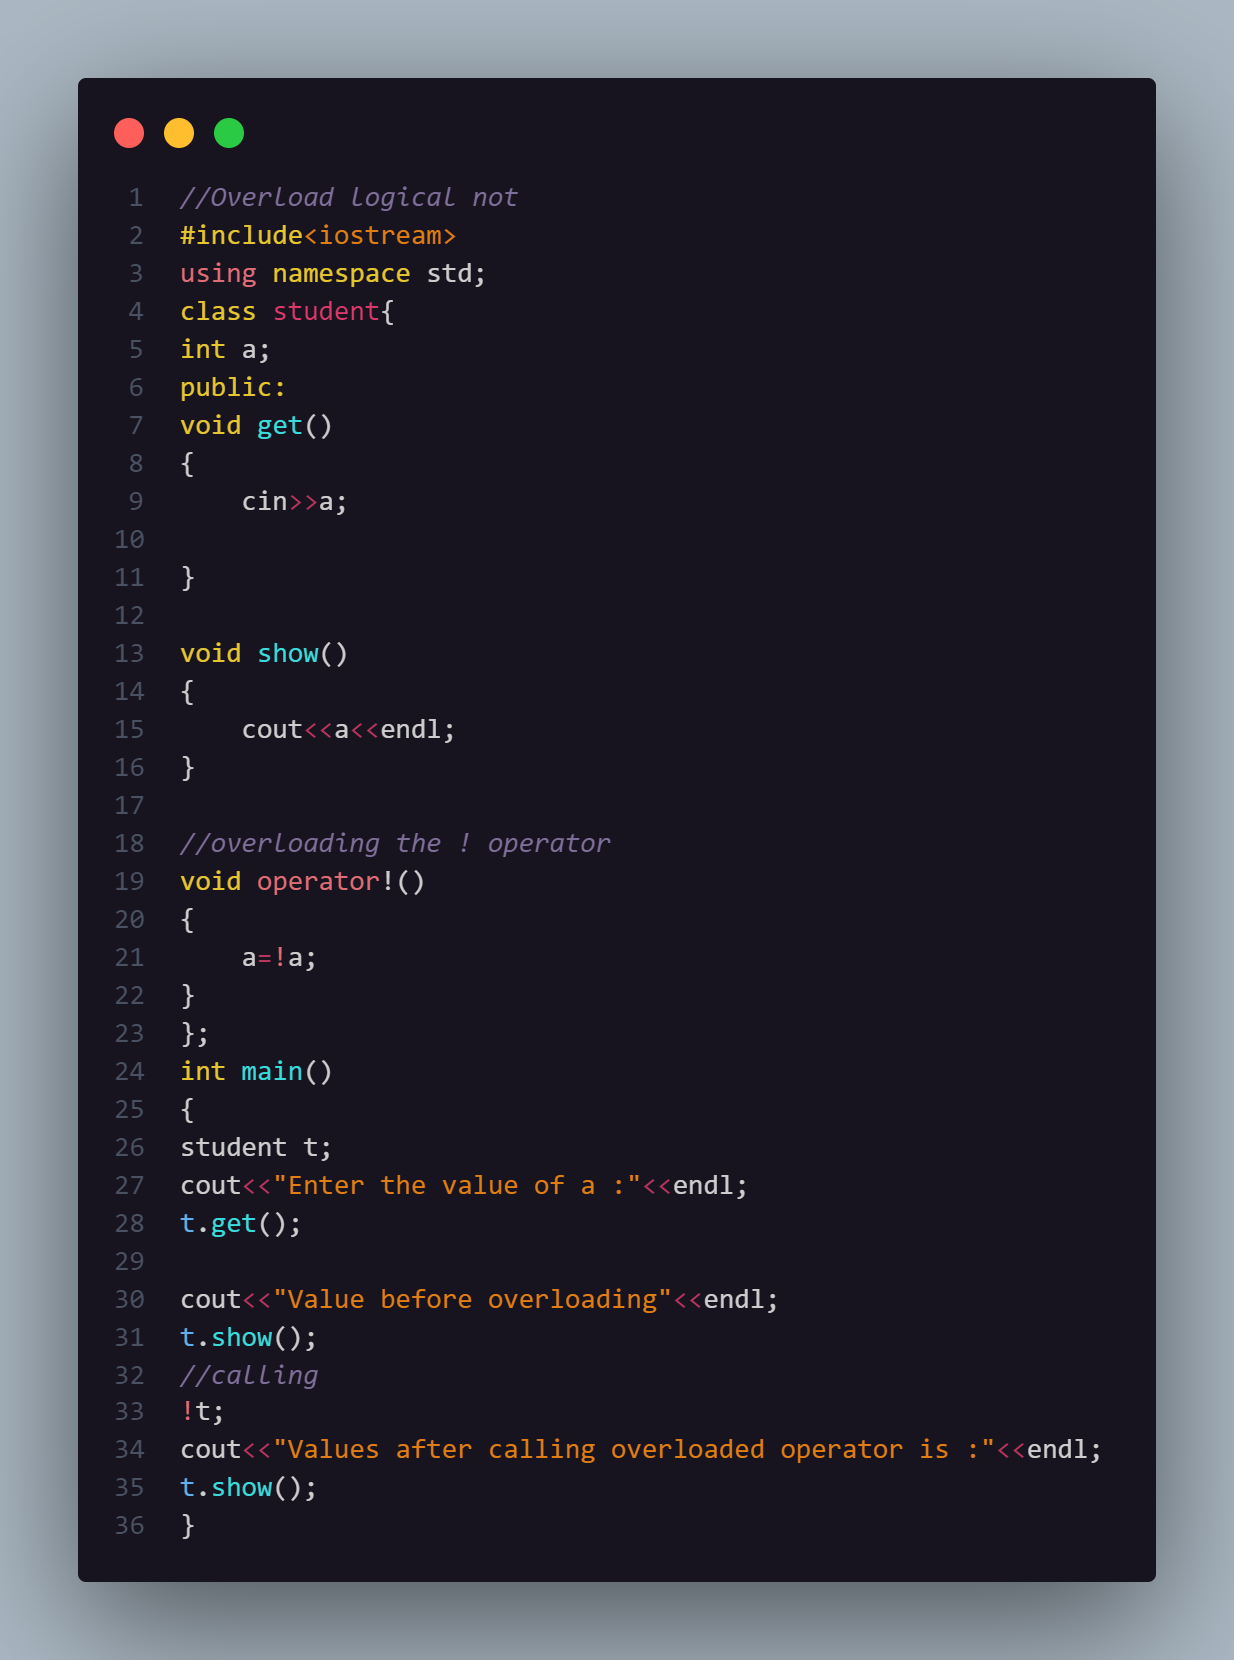 1 //Overload logical not
2 #include<iostream>
3 using namespace std;
4 class student{
5 int a;
6 public:
7 void get()
8 {
9     cin>>a;
10
11 }
12
13 void show()
14 {
15     cout<<a<<endl;
16 }
17
18 //overloading the ! operator
19 void operator!()
20 {
21     a=!a;
22 }
23 };
24 int main()
25 {
26 student t;
27 cout<<"Enter the value of a :"<<endl;
28 t.get();
29
30 cout<<"Value before overloading"<<endl;
31 t.show();
32 //calling
33 !t;
34 cout<<"Values after calling overloaded operator is :"<<endl;
35 t.show();
36 }